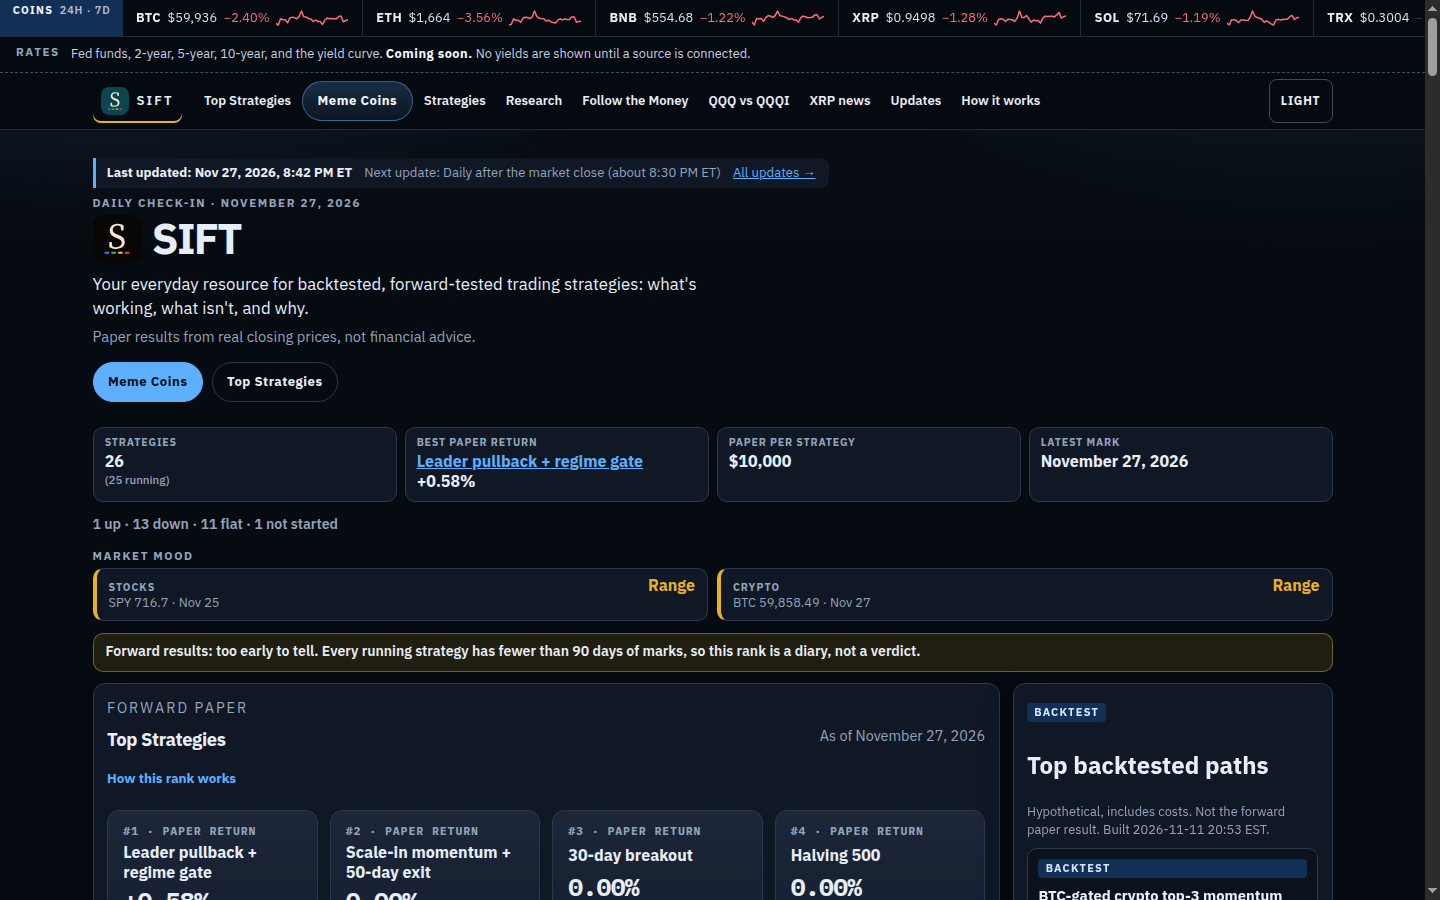 COINS 24H · 7D BTC $59,936 −2.40% ETH $1,664 −3.56% BNB $554.68 −1.22% XRP $0.9498 −1.28% SOL $71.69 −1.19% TRX $0.3004
RATES Fed funds, 2-year, 5-year, 10-year, and the yield curve. Coming soon. No yields are shown until a source is connected.
S SIFT Top Strategies Meme Coins Strategies Research Follow the Money QQQ vs QQQI XRP news Updates How it works LIGHT
Last updated: Nov 27, 2026, 8:42 PM ET Next update: Daily after the market close (about 8:30 PM ET) All updates →
DAILY CHECK-IN · NOVEMBER 27, 2026
S SIFT
Your everyday resource for backtested, forward-tested trading strategies: what's
working, what isn't, and why.
Paper results from real closing prices, not financial advice.
Meme Coins Top Strategies
STRATEGIES
26
(25 running)
BEST PAPER RETURN
Leader pullback + regime gate
+0.58%
PAPER PER STRATEGY
$10,000
LATEST MARK
November 27, 2026
1 up · 13 down · 11 flat · 1 not started
MARKET MOOD
STOCKS
SPY 716.7 · Nov 25
Range
CRYPTO
BTC 59,858.49 · Nov 27
Range
Forward results: too early to tell. Every running strategy has fewer than 90 days of marks, so this rank is a diary, not a verdict.
FORWARD PAPER
Top Strategies
As of November 27, 2026
How this rank works
#1 · PAPER RETURN
Leader pullback +
regime gate
+0.58%
#2 · PAPER RETURN
Scale-in momentum +
50-day exit
0.00%
#3 · PAPER RETURN
30-day breakout
0.00%
#4 · PAPER RETURN
Halving 500
0.00%
BACKTEST
Top backtested paths
Hypothetical, includes costs. Not the forward
paper result. Built 2026-11-11 20:53 EST.
BACKTEST
BTC-gated crypto top-3 momentum